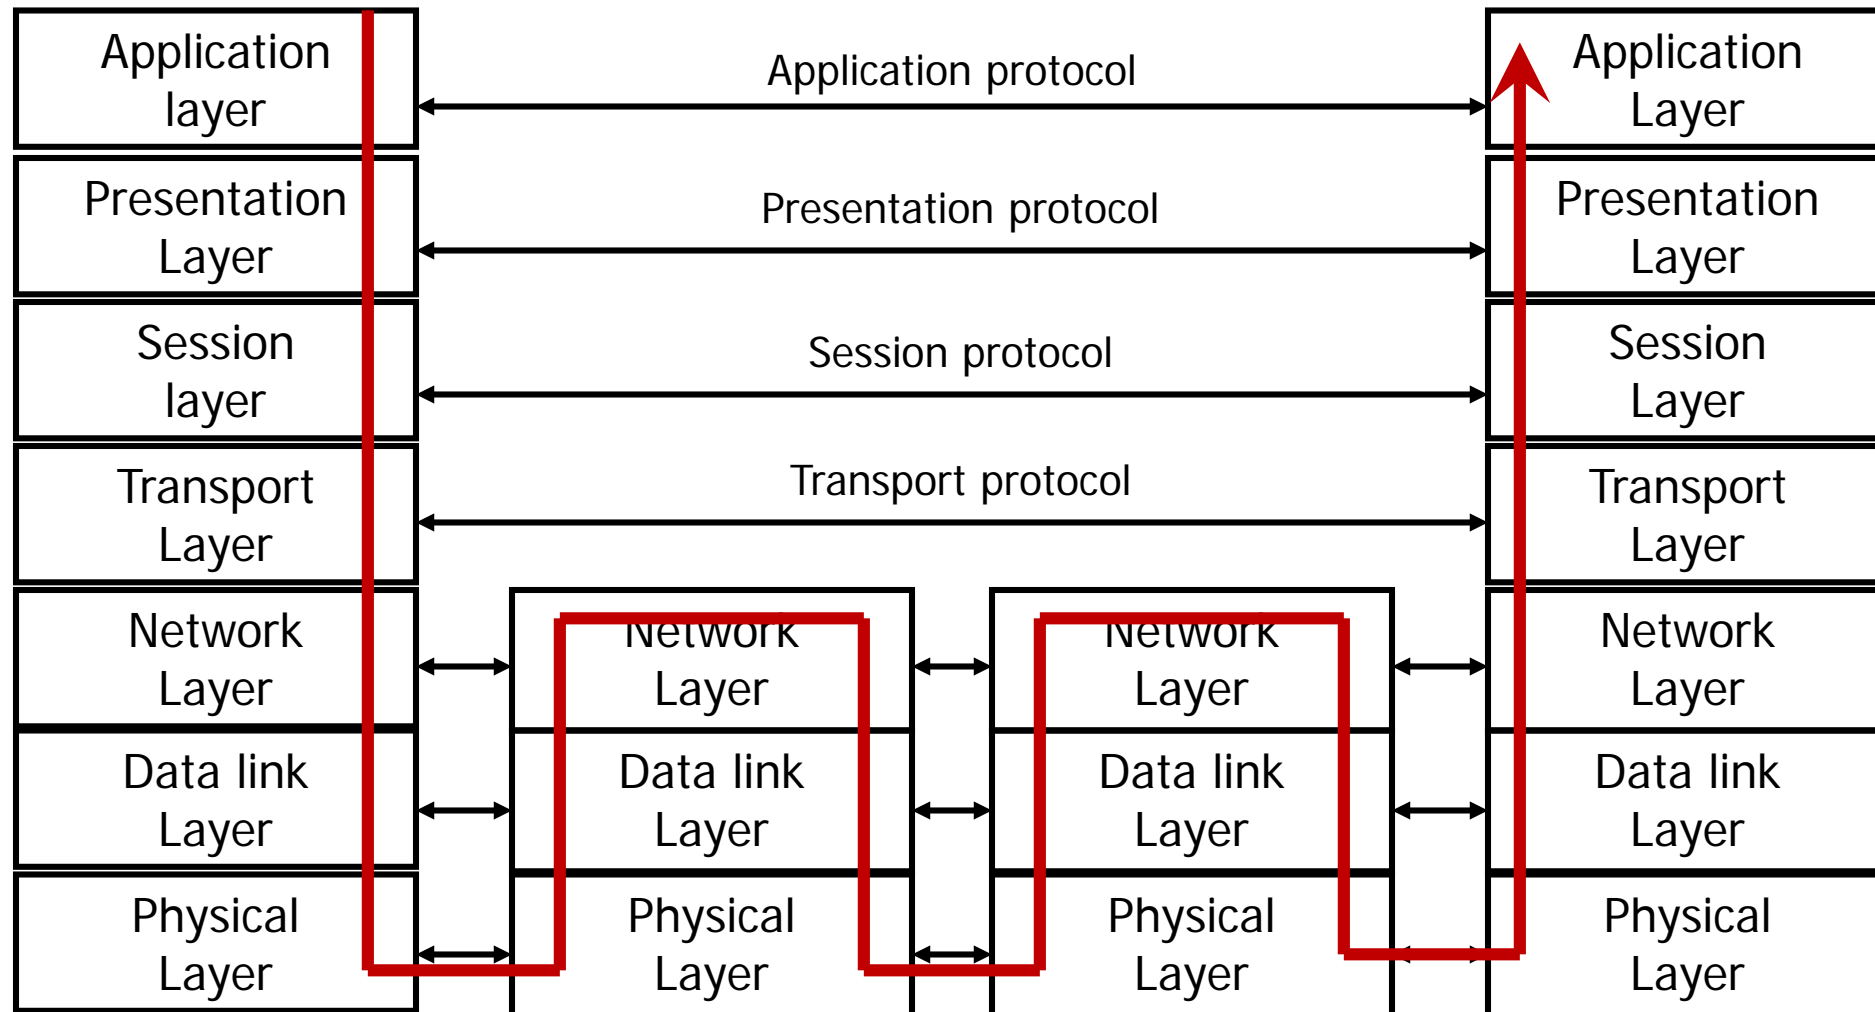 Application
layer
Application protocol
Application
Layer
Presentation
Layer
Presentation protocol
Presentation
Layer
Session
layer
Session protocol
Session
Layer
Transport
Layer
Transport protocol
Transport
Layer
Network
Layer
Network
Layer
Network
Layer
Network
Layer
Data link
Layer
Data link
Layer
Data link
Layer
Data link
Layer
Physical
Layer
Physical
Layer
Physical
Layer
Physical
Layer